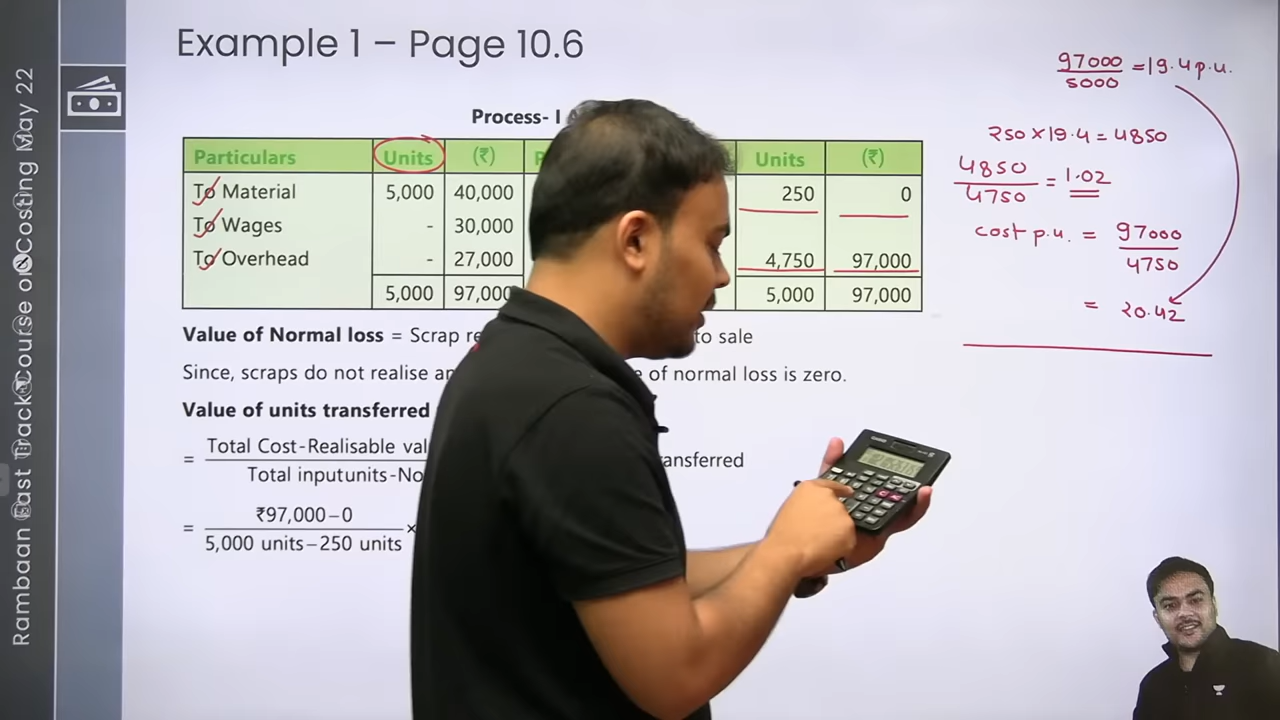 Example 1 – Page 10.6
Rambaan Fast Track Course of Costing May 22
Process- I
Particulars Units (₹) Units (₹)
To Material 5,000 40,000 250 0
To Wages - 30,000
To Overhead - 27,000 4,750 97,000
5,000 97,000 5,000 97,000
Value of Normal loss = Scrap to sale
Since, scraps do not realise of normal loss is zero.
Value of units transferred
= Total Cost-Realisable
Total inputunits- ansferred
= ₹97,000–0
5,000 units–250 units ×
97000 = 19.4 p.u.
5000
250 × 19.4 = 4850
4850 = 1.02
4750
cost p.u. = 97000
4750
= 20.42
CASIO